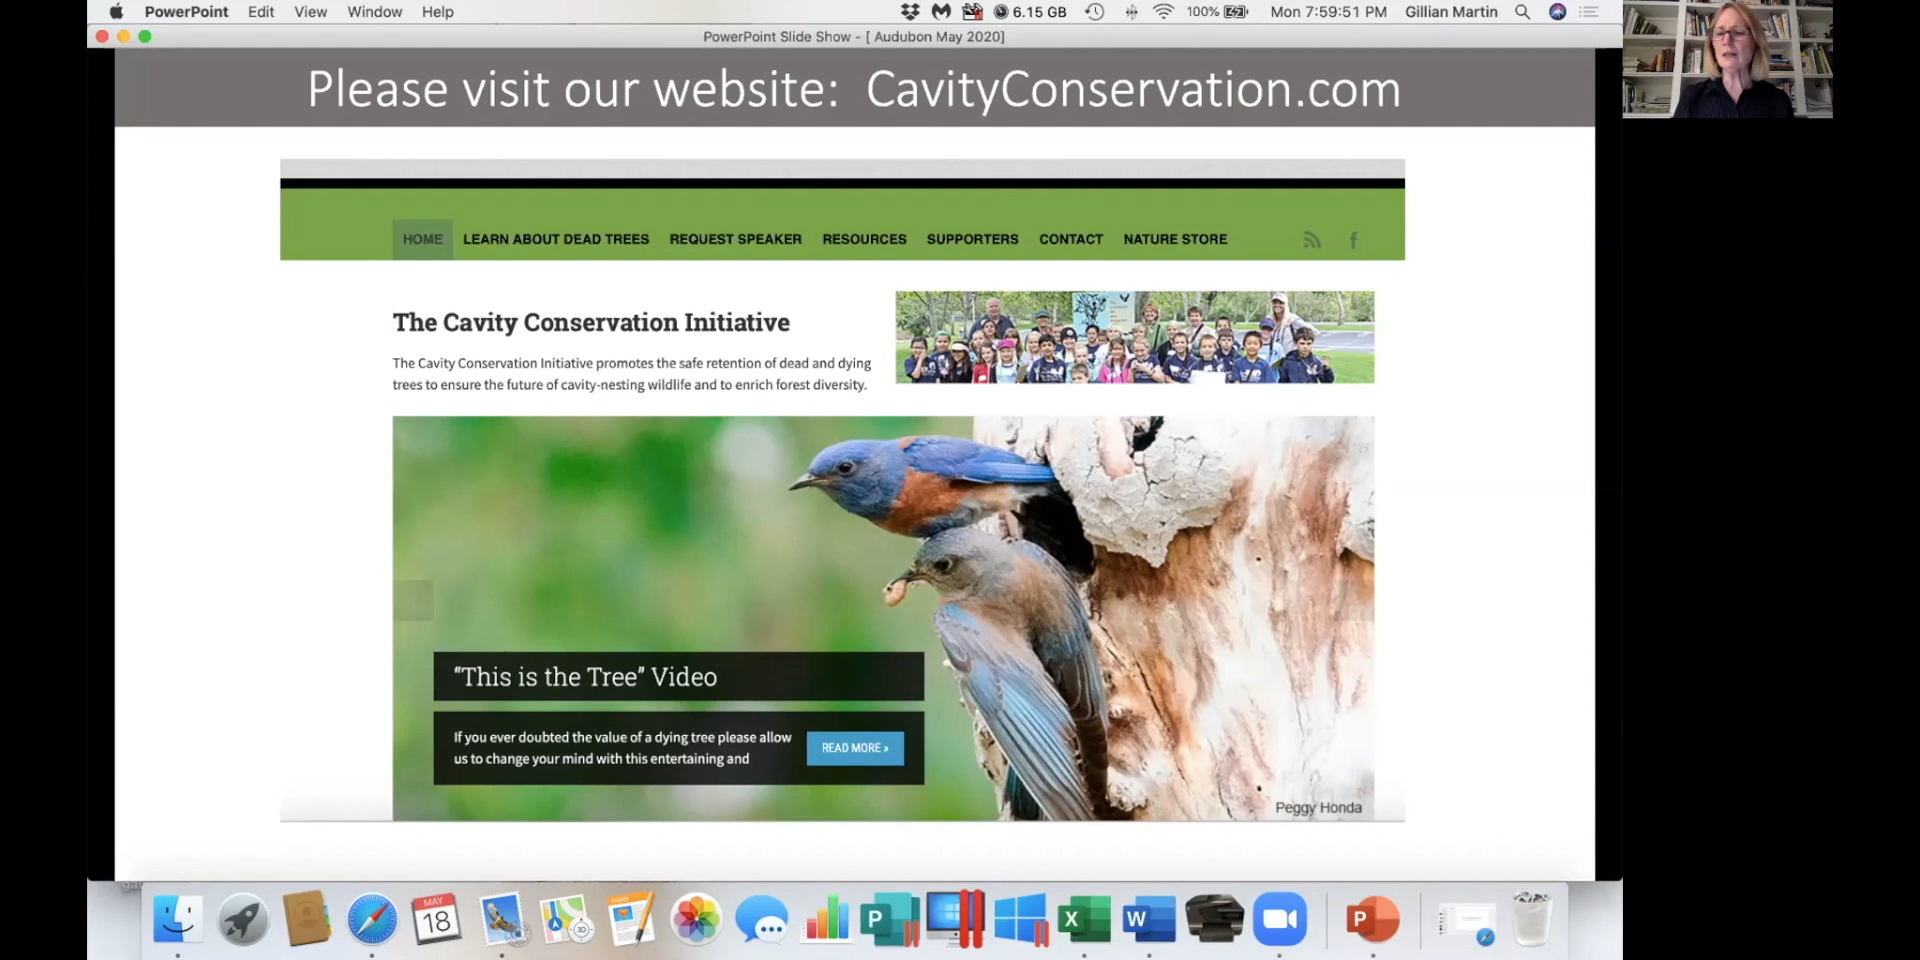 PowerPoint Edit View Window Help 6.15 GB 100% Mon 7:59:51 PM Gillian Martin
PowerPoint Slide Show - [ Audubon May 2020]
Please visit our website: CavityConservation.com
HOME LEARN ABOUT DEAD TREES REQUEST SPEAKER RESOURCES SUPPORTERS CONTACT NATURE STORE
The Cavity Conservation Initiative
The Cavity Conservation Initiative promotes the safe retention of dead and dying
trees to ensure the future of cavity-nesting wildlife and to enrich forest diversity.
“This is the Tree” Video
If you ever doubted the value of a dying tree please allow
us to change your mind with this entertaining and
READ MORE »
Peggy Honda
MAY
18
3D
P
X
W
P